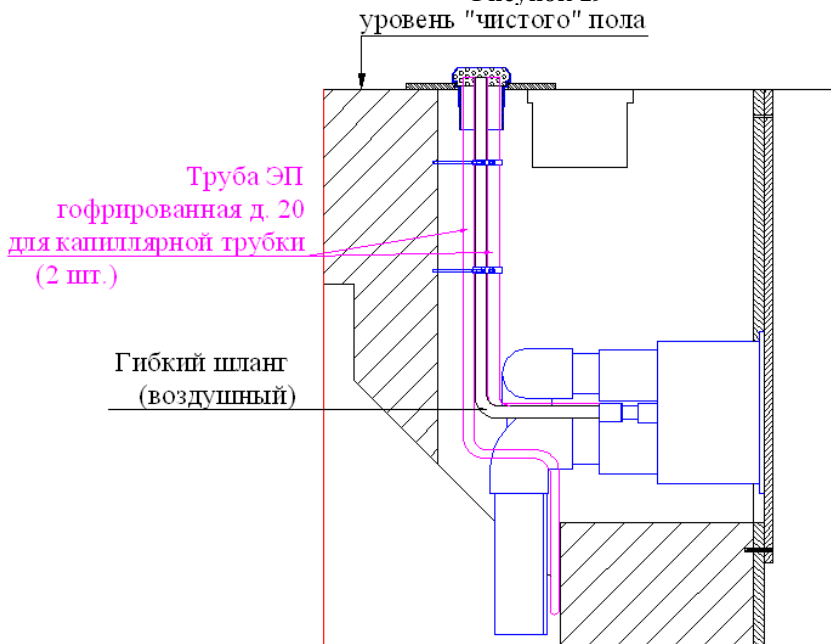 уровень "чистого" пола
Труба ЭП
гофрированная д. 20
для капиллярной трубки
(2 шт.)
Гибкий шланг
(воздушный)